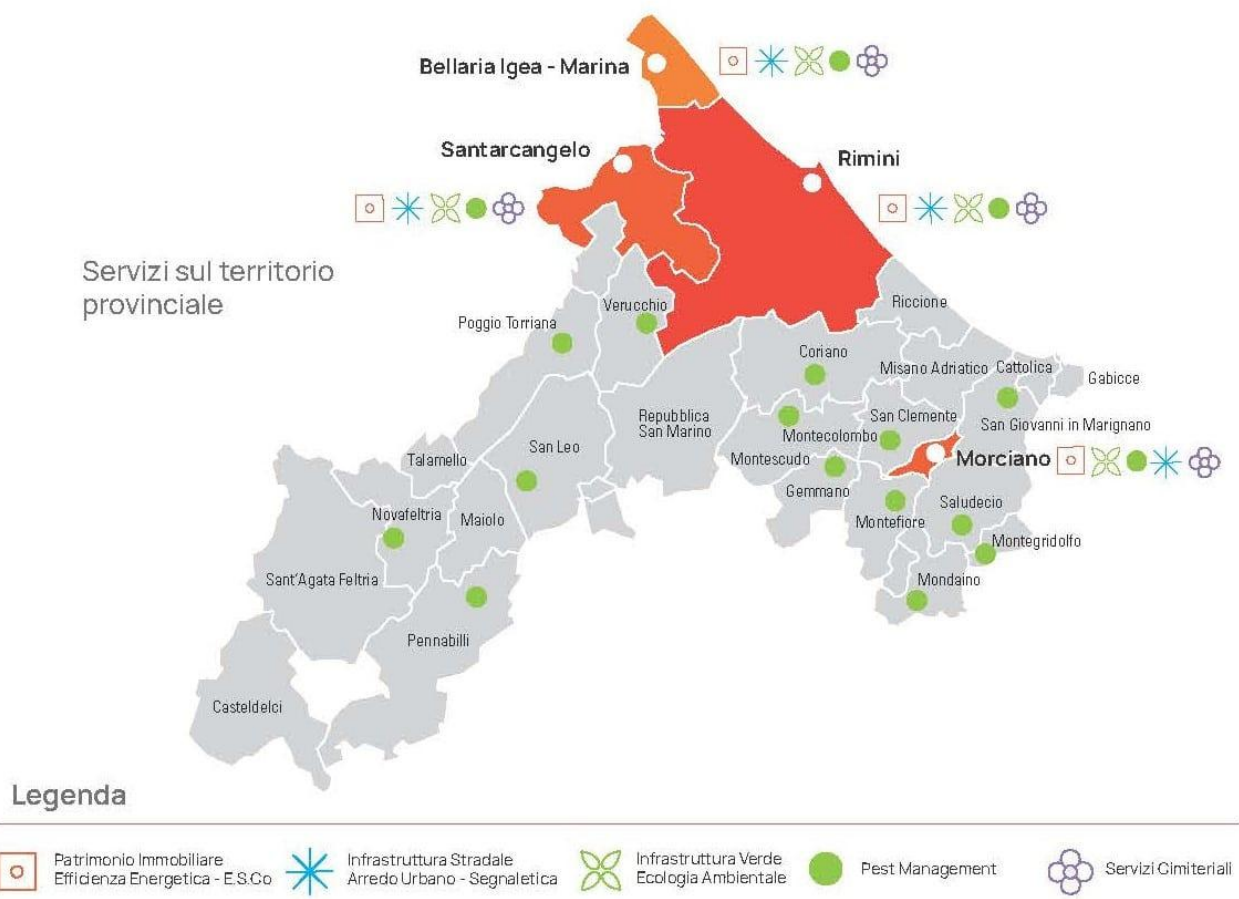 Bellaria Igea - Marina
Santarcangelo
Rimini
Servizi sul territorio
provinciale
Verucchio
Poggio Torriana
Riccione
Coriano
Misano Adriatico
Cattolica
Gabicce
Repubblica
San Marino
San Clemente
San Giovanni in Marignano
Montecolombo
San Leo
Talamello
Montescudo
Morciano
Gemmano
Saludecio
Novafeltria
Maiolo
Montefiore
Montegridolfo
Sant'Agata Feltria
Mondaino
Pennabilli
Casteldelci
Legenda
Patrimonio Immobiliare
Efficienza Energetica - E.S.Co
Infrastruttura Stradale
Arredo Urbano - Segnaletica
Infrastruttura Verde
Ecologia Ambientale
Pest Management
Servizi Cimiteriali